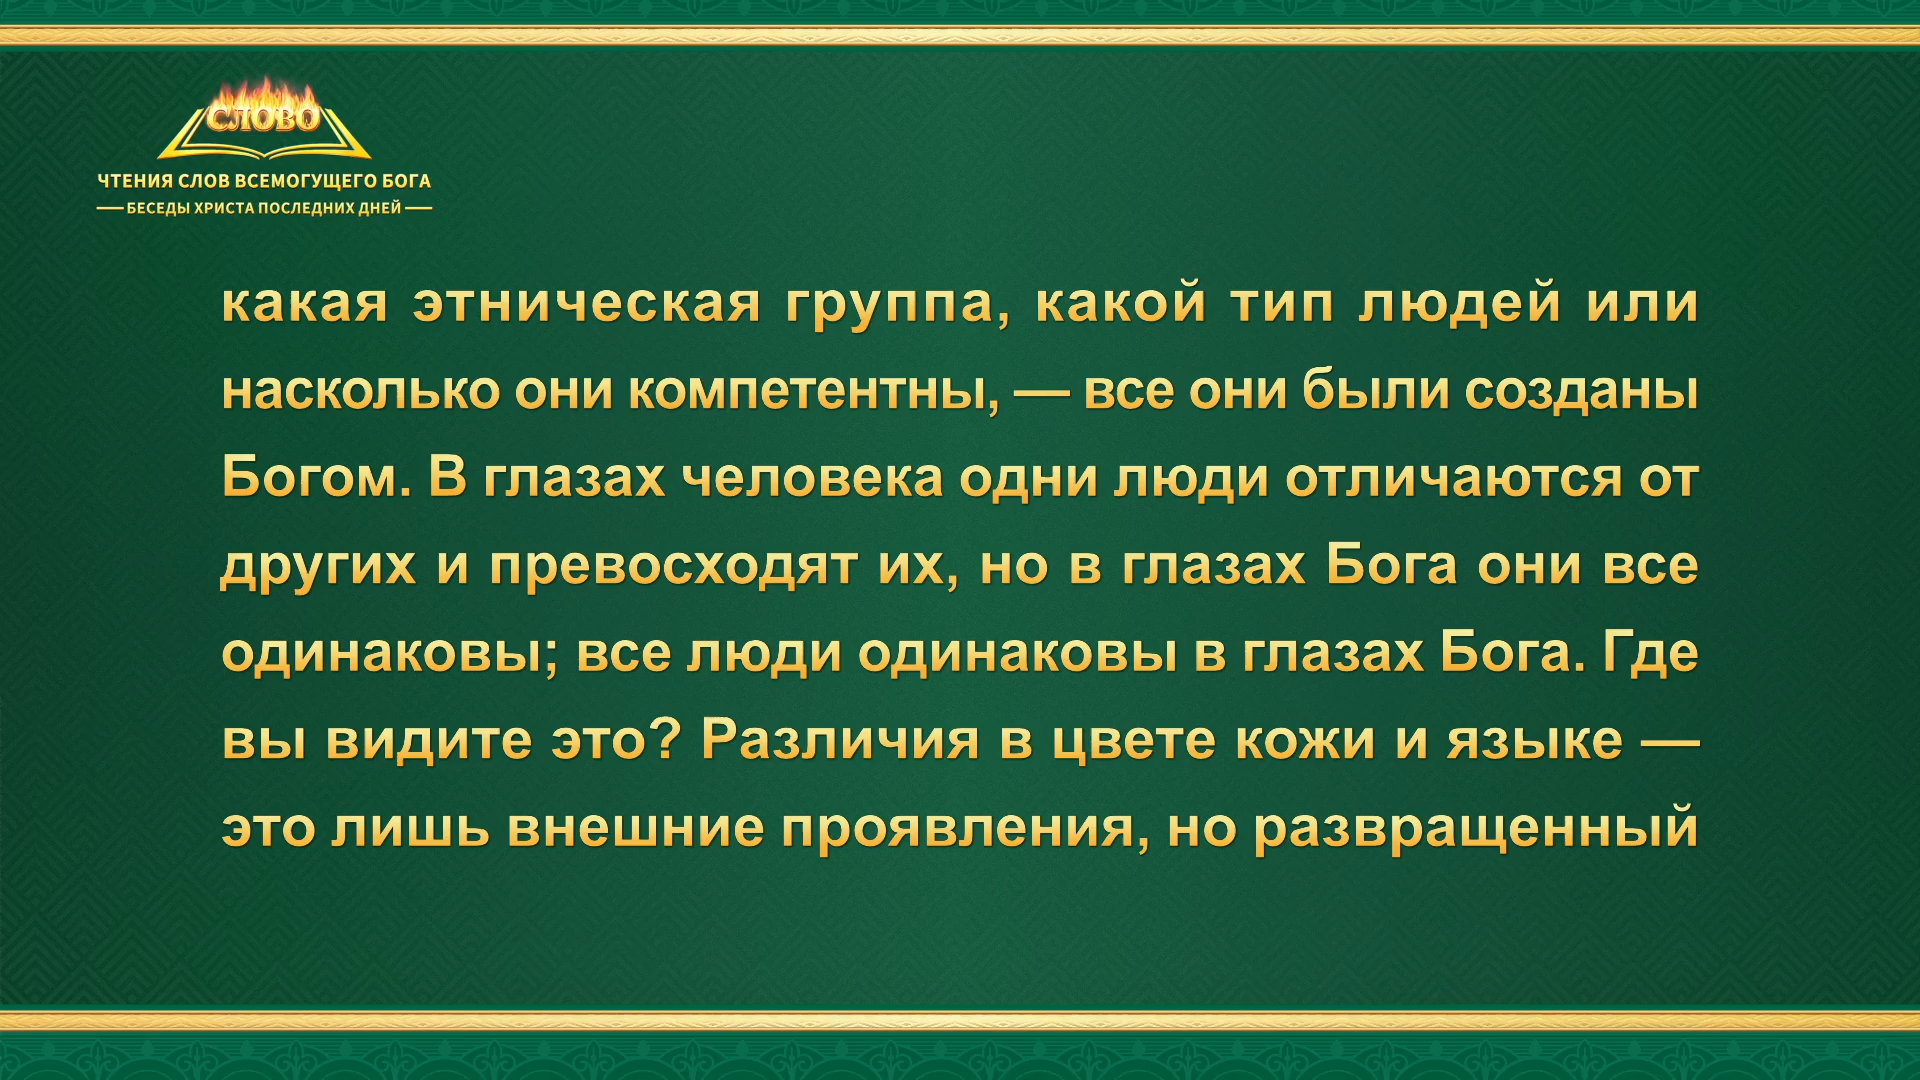 СЛОВО
ЧТЕНИЯ СЛОВ ВСЕМОГУЩЕГО БОГА
— БЕСЕДЫ ХРИСТА ПОСЛЕДНИХ ДНЕЙ —
какая этническая группа, какой тип людей или
насколько они компетентны, — все они были созданы
Богом. В глазах человека одни люди отличаются от
других и превосходят их, но в глазах Бога они все
одинаковы; все люди одинаковы в глазах Бога. Где
вы видите это? Различия в цвете кожи и языке —
это лишь внешние проявления, но развращенный